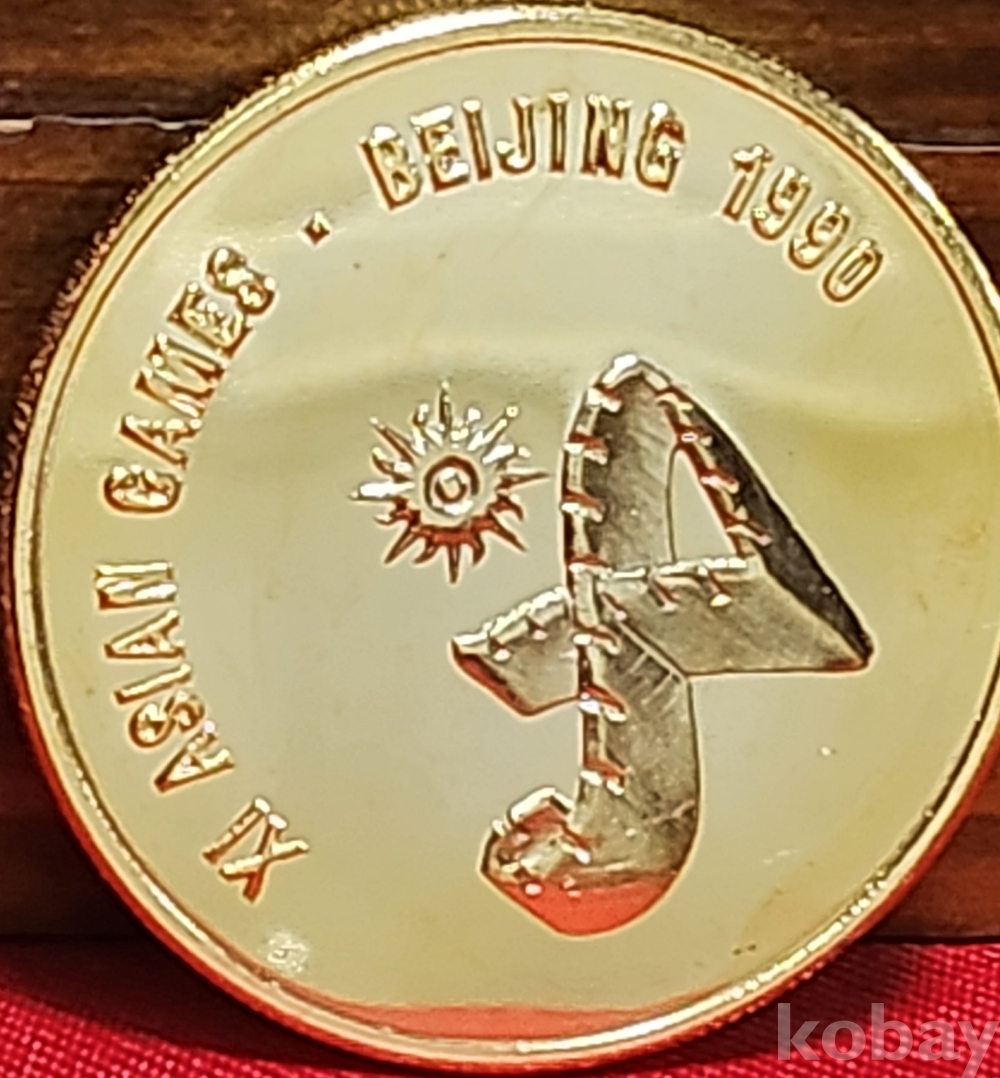 XI ASIAN GAMES · BEIJING 1990
kobay